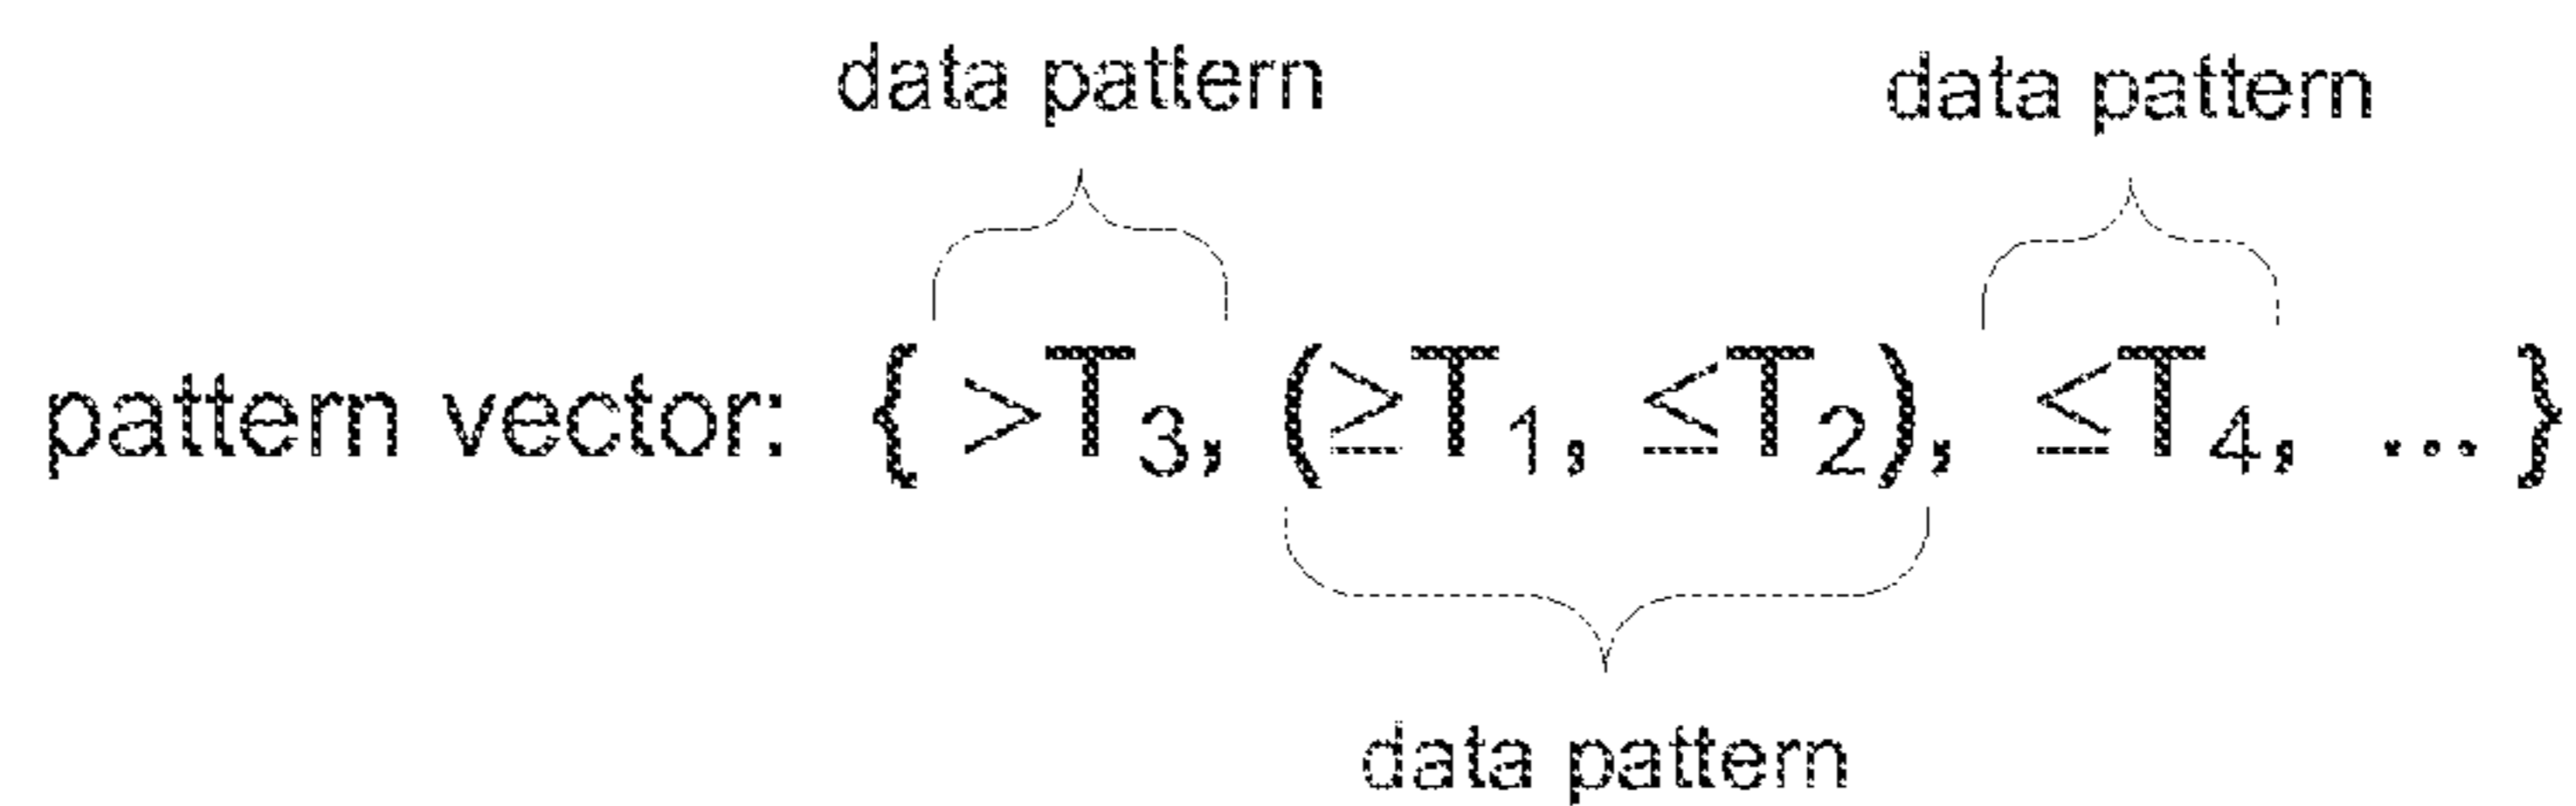 data pattern data pattern
pattern vector: { >T₃, (≥T₁, ≤T₂), ≤T₄, ... }
data pattern